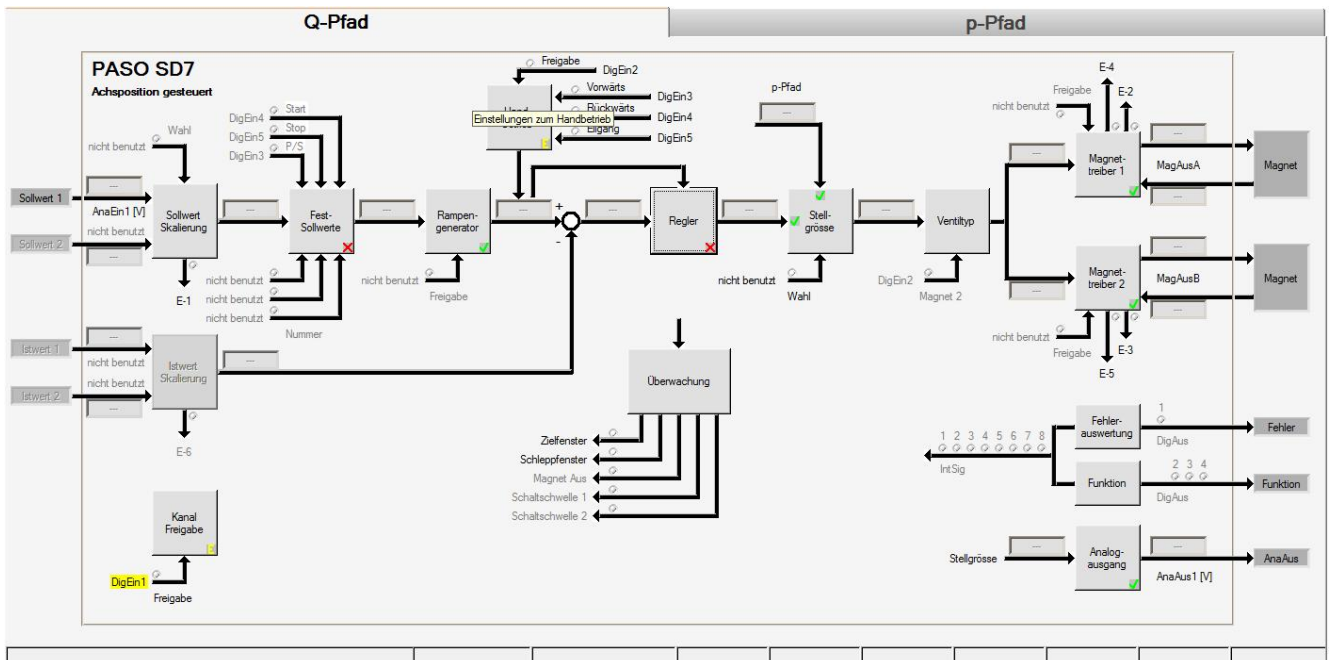 Q-Pfad
p-Pfad
PASO SD7
Achsposition gesteuert
Freigabe
DigEin2
Vorwärts
DigEin3
Rückwärts
DigEin4
Eilgang
DigEin5
Einstellungen zum Handbetrieb
p-Pfad
---
E-4
E-2
Freigabe
nicht benutzt
Magnet-
treiber 1
---
MagAusA
---
Magnet
Wahl
nicht benutzt
DigEin4
Start
DigEin5
Stop
DigEin3
P/S
Sollwert 1
---
AnaEin1 [V]
Sollwert 2
nicht benutzt
---
Sollwert
Skalierung
E-1
---
Fest-
Sollwerte
nicht benutzt
nicht benutzt
nicht benutzt
Nummer
---
Rampen-
generator
nicht benutzt
Freigabe
---
+
-
---
Regler
---
Stell-
grösse
nicht benutzt
Wahl
---
Ventiltyp
DigEin2
Magnet 2
---
---
Magnet-
treiber 2
---
MagAusB
---
Magnet
nicht benutzt
Freigabe
E-3
E-5
Istwert 1
---
nicht benutzt
Istwert 2
nicht benutzt
---
Istwert
Skalierung
---
E-6
Überwachung
Zielfenster
Schleppfenster
Magnet Aus
Schaltschwelle 1
Schaltschwelle 2
1 2 3 4 5 6 7 8
IntSig
Fehler-
auswertung
1
DigAus
Fehler
Funktion
2 3 4
DigAus
Funktion
Kanal
Freigabe
DigEin1
Freigabe
Stellgrösse
---
Analog-
ausgang
---
AnaAus1 [V]
AnaAus